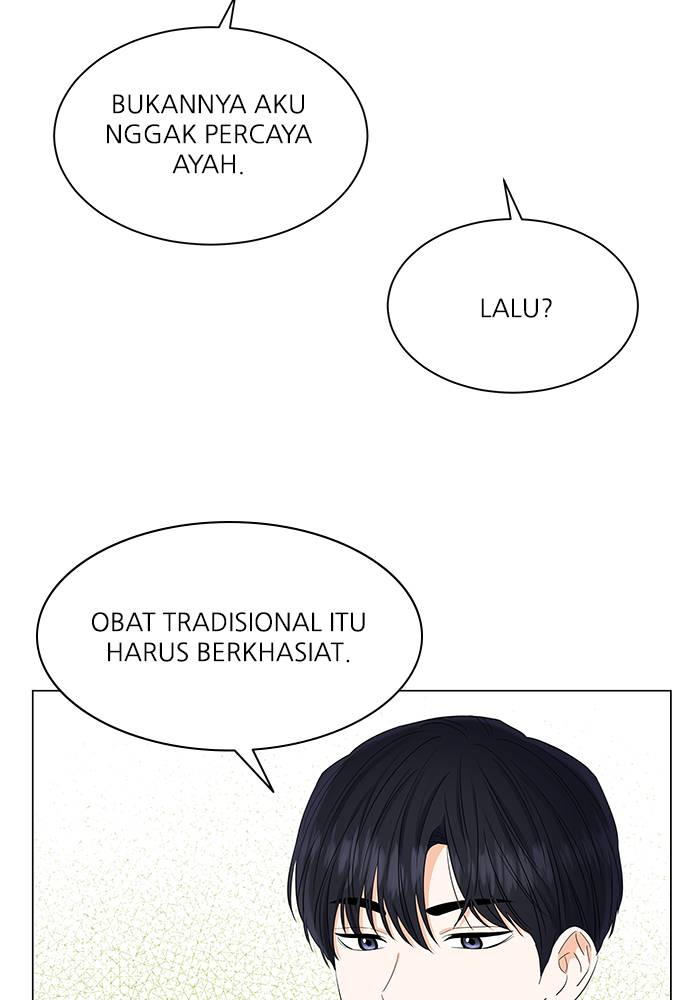 BUKANNYA AKU
NGGAK PERCAYA
AYAH.
LALU?
OBAT TRADISIONAL ITU
HARUS BERKHASIAT.